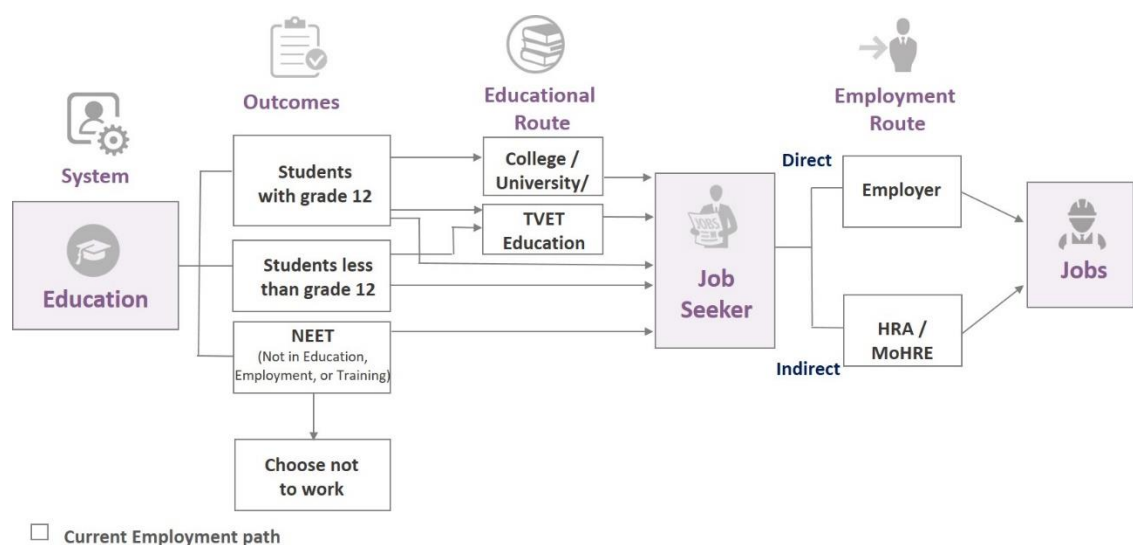 System
Education
Outcomes
Students
with grade 12
Students less
than grade 12
NEET
(Not in Education,
Employment, or Training)
Choose not
to work
Educational
Route
College /
University/
TVET
Education
JOBS
Job
Seeker
Employment
Route
Direct
Employer
Indirect
HRA /
MoHRE
Jobs
Current Employment path